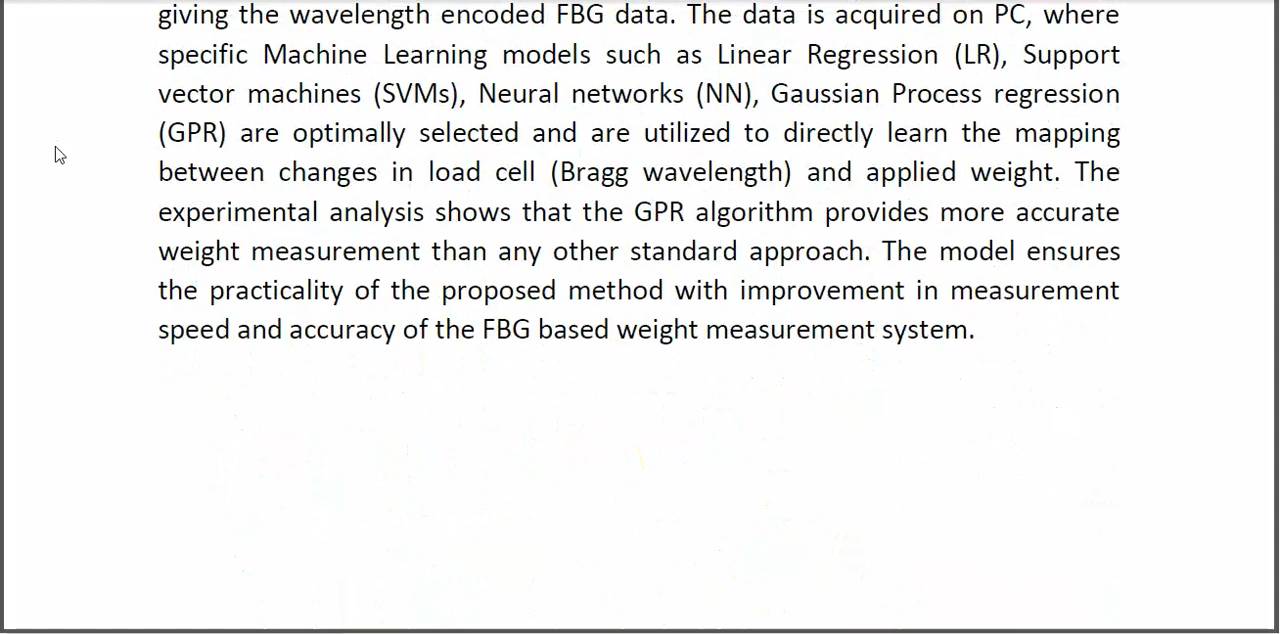 giving the wavelength encoded FBG data. The data is acquired on PC, where
specific Machine Learning models such as Linear Regression (LR), Support
vector machines (SVMs), Neural networks (NN), Gaussian Process regression
(GPR) are optimally selected and are utilized to directly learn the mapping
between changes in load cell (Bragg wavelength) and applied weight. The
experimental analysis shows that the GPR algorithm provides more accurate
weight measurement than any other standard approach. The model ensures
the practicality of the proposed method with improvement in measurement
speed and accuracy of the FBG based weight measurement system.